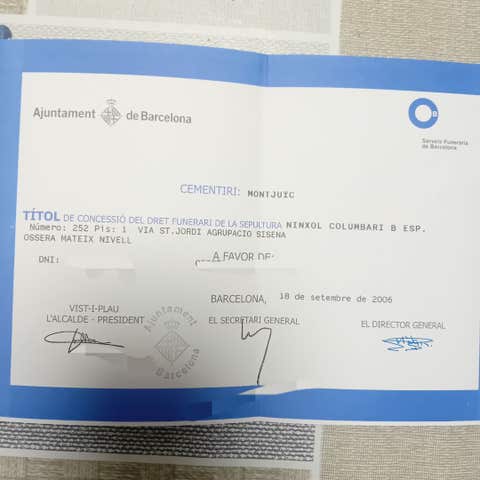 Ajuntament de Barcelona
Serveis Funeraris
de Barcelona
CEMENTIRI: MONTJUÏC
TÍTOL DE CONCESSIÓ DEL DRET FUNERARI DE LA SEPULTURA NINXOL COLUMBARI B ESP.
Número: 252 Pis: 1 VIA ST.JORDI AGRUPACIO SISENA
OSSERA MATEIX NIVELL
DNI: A FAVOR DE:
BARCELONA, 18 de setembre de 2006
VIST-I-PLAU
L'ALCALDE - PRESIDENT
EL SECRETARI GENERAL
EL DIRECTOR GENERAL
Ajuntament
Barcelona